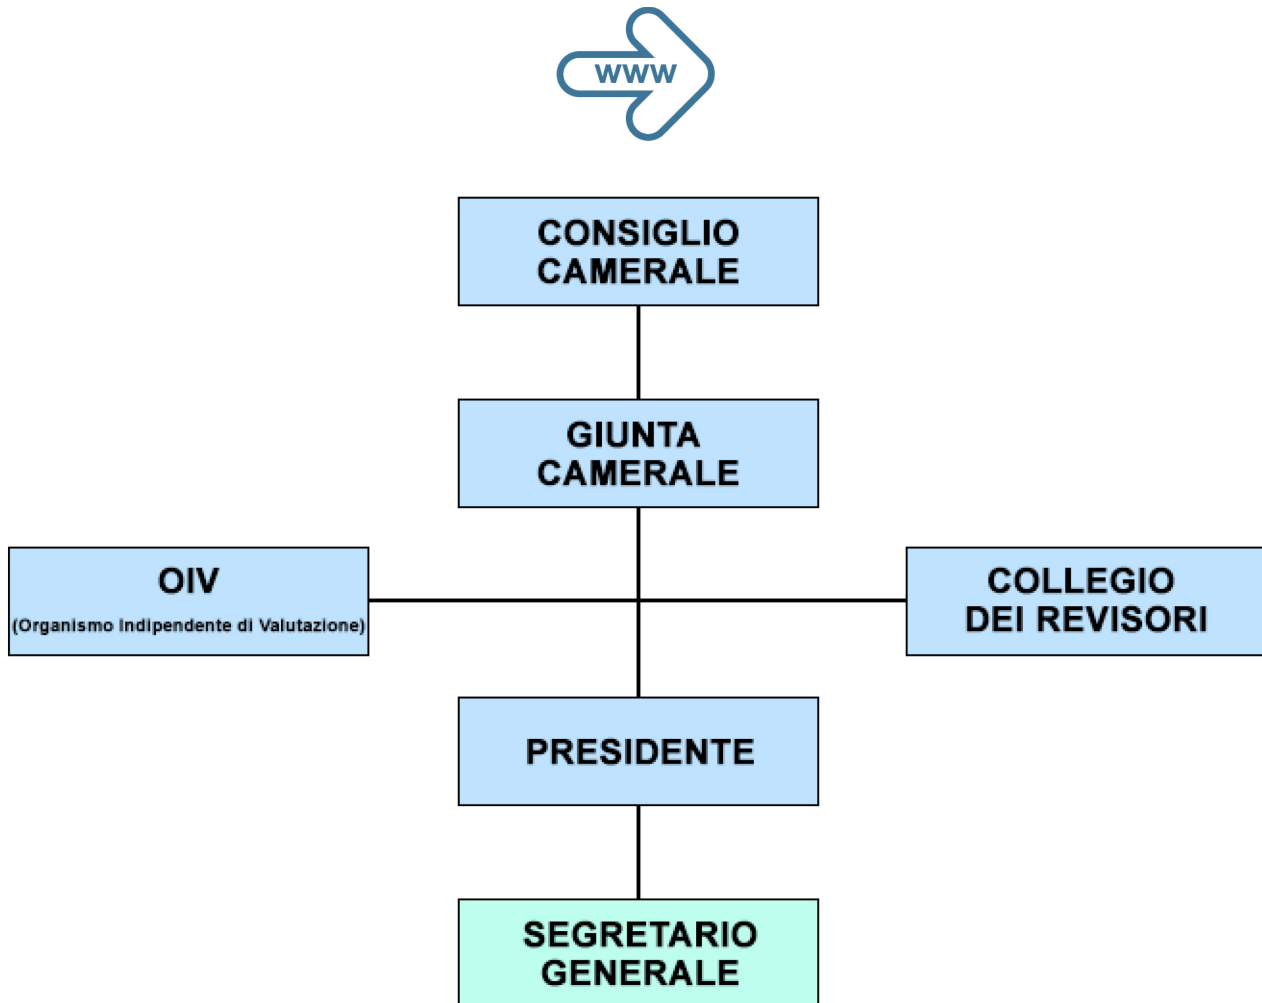 www
CONSIGLIO
CAMERALE
GIUNTA
CAMERALE
OIV
(Organismo Indipendente di Valutazione)
COLLEGIO
DEI REVISORI
PRESIDENTE
SEGRETARIO
GENERALE